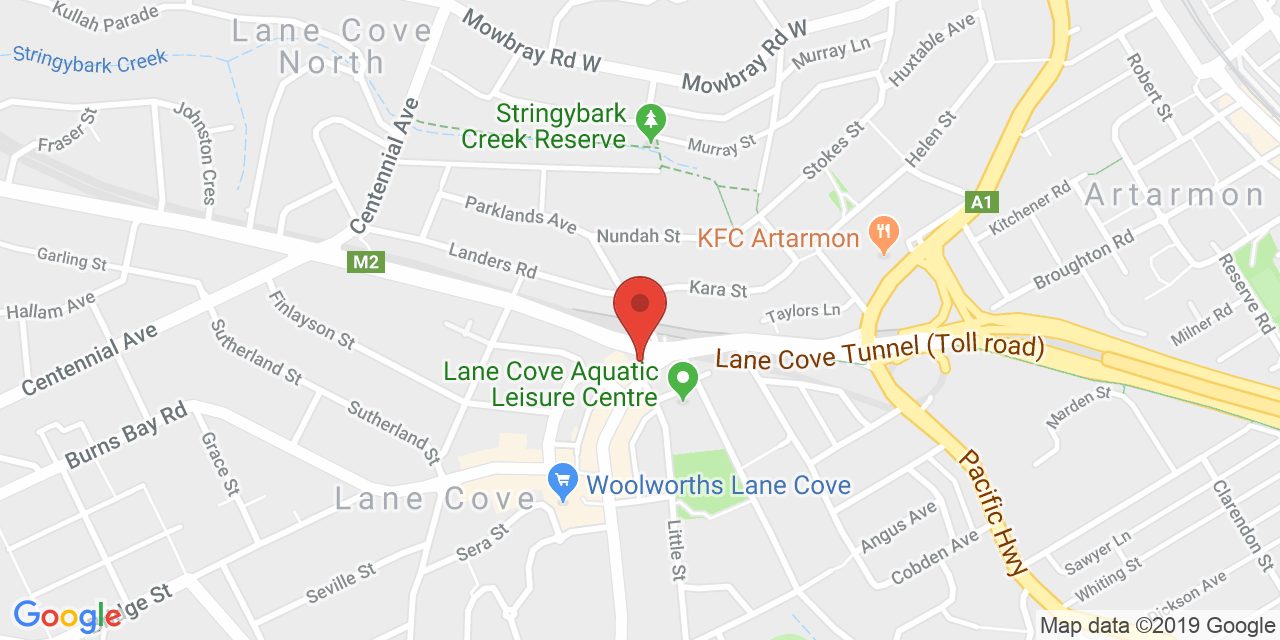 Kullah Parade
Lane Cove
North
Stringybark Creek
Mowbray Rd W
Mowbray Rd W
Murray Ln
Huxtable Ave
Robert St
Fraser St
Johnston Cres
Centennial Ave
Stringybark
Creek Reserve
Murray St
Stokes St
Helen St
A1
Kitchener Rd
Artarmon
Parklands Ave
Nundah St
KFC Artarmon
Broughton Rd
Reserve Rd
Garling St
M2
Landers Rd
Kara St
Taylors Ln
Milner Rd
Hallam Ave
Finlayson St
Centennial Ave
Sutherland St
Lane Cove Tunnel (Toll road)
Lane Cove Aquatic
Leisure Centre
Marden St
Burns Bay Rd
Sutherland St
Grace St
Pacific Hwy
Woolworths Lane Cove
Lane Cove
Clarendon St
Angus Ave
Sera St
Little St
Cobden Ave
Sawyer Ln
Whiting St
Seville St
Dickson Ave
Google
dge St
Map data ©2019 Google